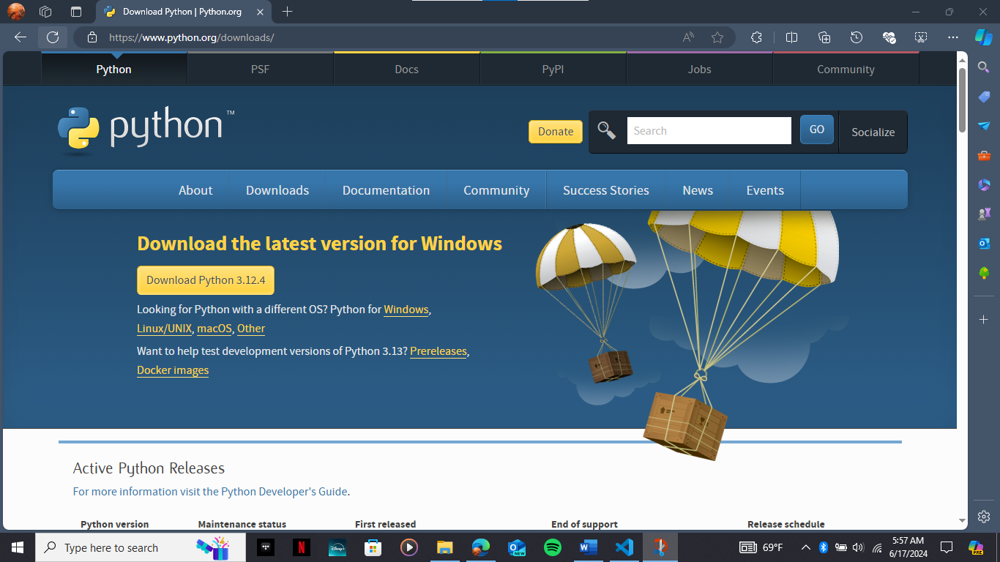 Download Python | Python.org
https://www.python.org/downloads/
Python
PSF
Docs
PyPI
Jobs
Community
python™
Donate
Search
GO
Socialize
About
Downloads
Documentation
Community
Success Stories
News
Events
Download the latest version for Windows
Download Python 3.12.4
Looking for Python with a different OS? Python for Windows,
Linux/UNIX, macOS, Other
Want to help test development versions of Python 3.13? Prereleases,
Docker images
Active Python Releases
For more information visit the Python Developer's Guide.
Python version
Maintenance status
First released
End of support
Release schedule
Type here to search
69°F
5:57 AM
6/17/2024